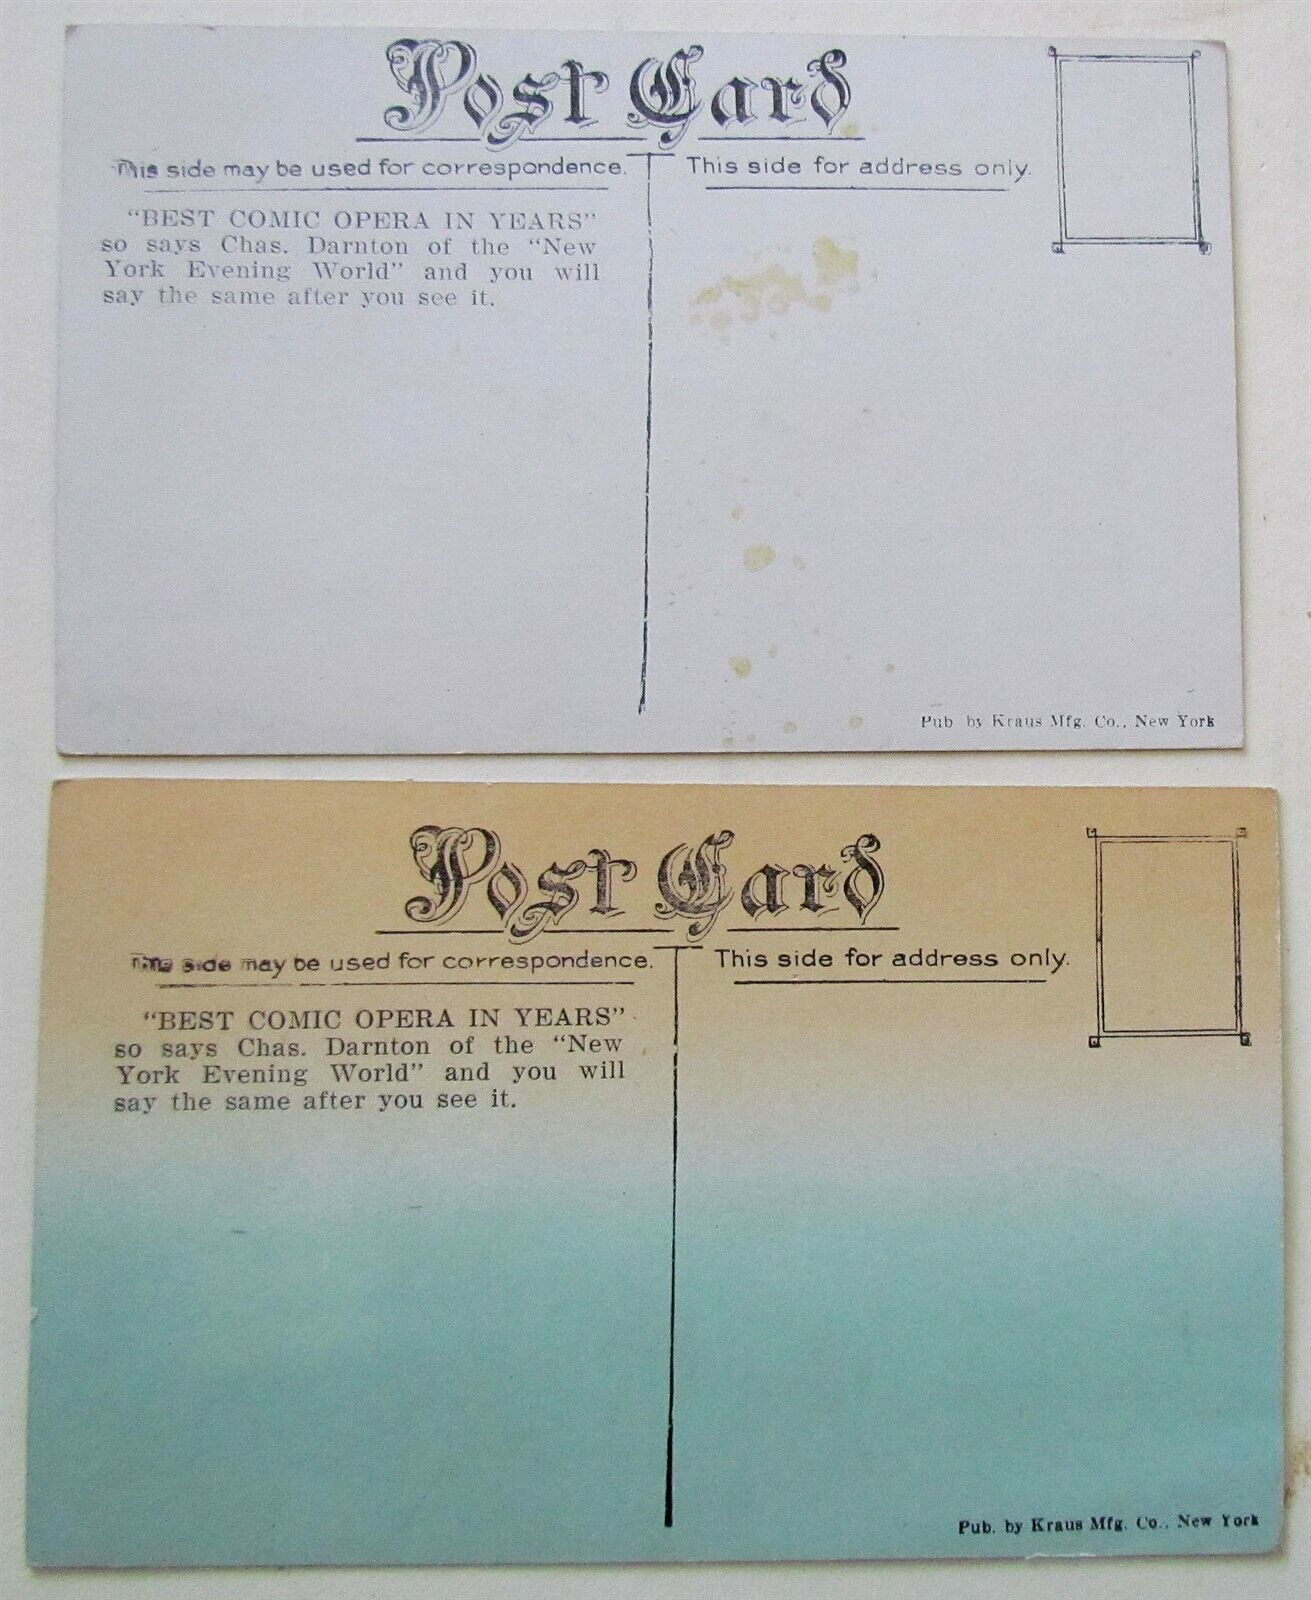 Post Card
This side may be used for correspondence.
This side for address only.
"BEST COMIC OPERA IN YEARS"
so says Chas. Darnton of the "New
York Evening World" and you will
say the same after you see it.
Pub by Kraus Mfg. Co., New York
Post Card
This side may be used for correspondence.
This side for address only.
"BEST COMIC OPERA IN YEARS"
so says Chas. Darnton of the "New
York Evening World" and you will
say the same after you see it.
Pub. by Kraus Mfg. Co., New York